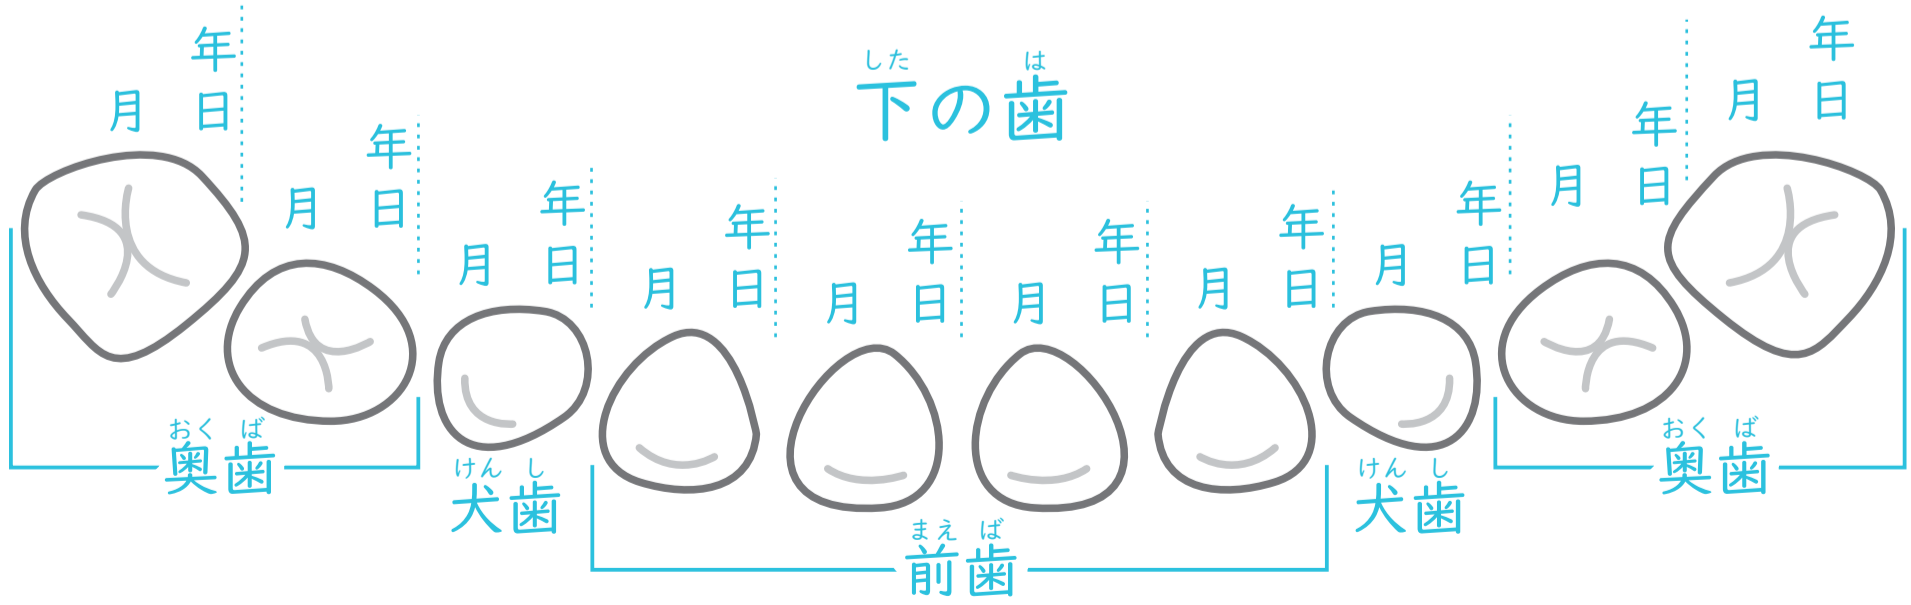 した は
下の歯
年
月 日
年
月 日
年
月 日
年
月 日
年
月 日
年
月 日
年
月 日
年
月 日
年
月 日
年
月 日
おく ば
奥歯
けん し
犬歯
まえ ば
前歯
けん し
犬歯
おく ば
奥歯